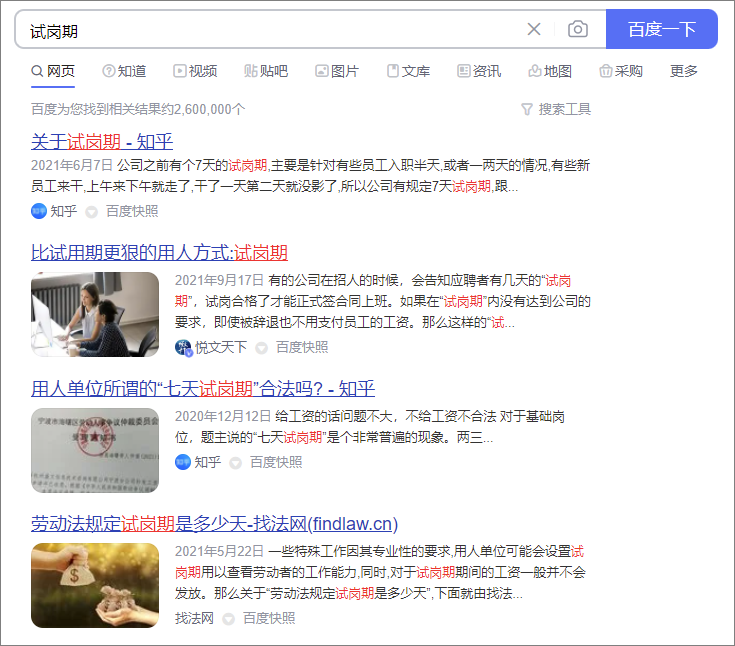 试岗期
百度一下
网页 知道 视频 贴吧 图片 文库 资讯 地图 采购 更多
百度为您找到相关结果约2,600,000个 搜索工具
关于试岗期 - 知乎
2021年6月7日 公司之前有个7天的试岗期,主要是针对有些员工入职半天,或者一两天的情况,有些新
员工来干,上午来下午就走了,干了一天第二天就没影了,所以公司有规定7天试岗期,跟...
知乎 百度快照
比试用期更狠的用人方式:试岗期
2021年9月17日 有的公司在招人的时候，会告知应聘者有几天的“试岗
期”，试岗合格了才能正式签合同上班。如果在“试岗期”内没有达到公司的
要求，即使被辞退也不用支付员工的工资。那么这样的“试...
悦文天下 百度快照
用人单位所谓的“七天试岗期”合法吗? - 知乎
2020年12月12日 给工资的话问题不大，不给工资不合法 对于基础岗
位，题主说的“七天试岗期”是个非常普遍的现象。两三...
知乎 百度快照
劳动法规定试岗期是多少天-找法网(findlaw.cn)
2021年5月22日 一些特殊工作因其专业性的要求,用人单位可能会设置试
岗期用以查看劳动者的工作能力,同时,对于试岗期期间的工资一般并不会
发放。那么关于“劳动法规定试岗期是多少天”,下面就由找法...
找法网 百度快照